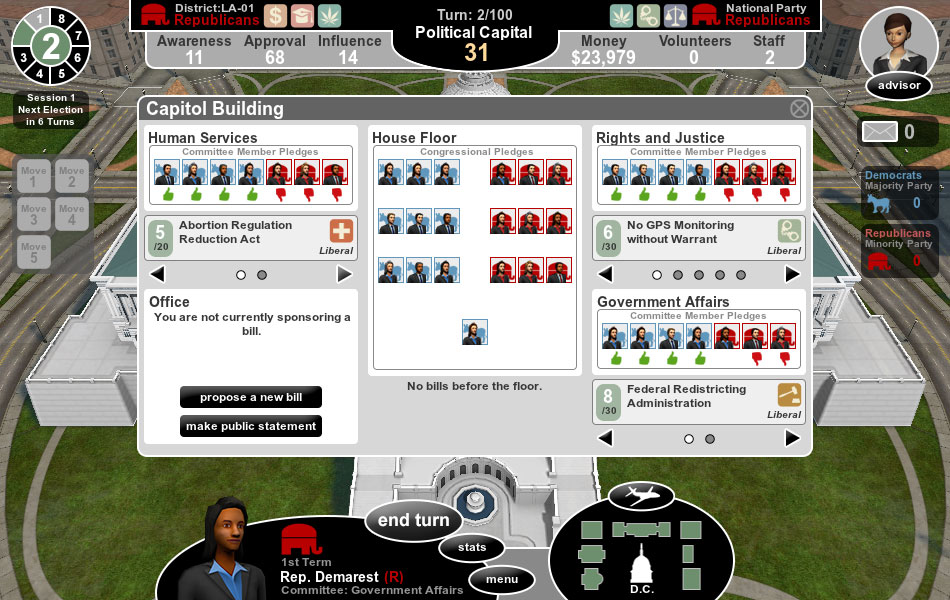 District:LA-01
Republicans
Turn: 2/100
Political Capital
31
National Party
Republicans
Awareness
11
Approval
68
Influence
14
Money
$23,979
Volunteers
0
Staff
2
1
8
7
2
3
6
4
5
Session 1
Next Election
in 6 Turns
advisor
0
Move
1
Move
2
Move
3
Move
4
Move
5
Democrats
Majority Party
0
Republicans
Minority Party
0
Capitol Building
Human Services
Committee Member Pledges
5
/20
Abortion Regulation
Reduction Act
Liberal
Office
You are not currently sponsoring a
bill.
propose a new bill
make public statement
House Floor
Congressional Pledges
No bills before the floor.
Rights and Justice
Committee Member Pledges
6
/30
No GPS Monitoring
without Warrant
Liberal
Government Affairs
Committee Member Pledges
8
/30
Federal Redistricting
Administration
Liberal
end turn
stats
menu
1st Term
Rep. Demarest (R)
Committee: Government Affairs
D.C.